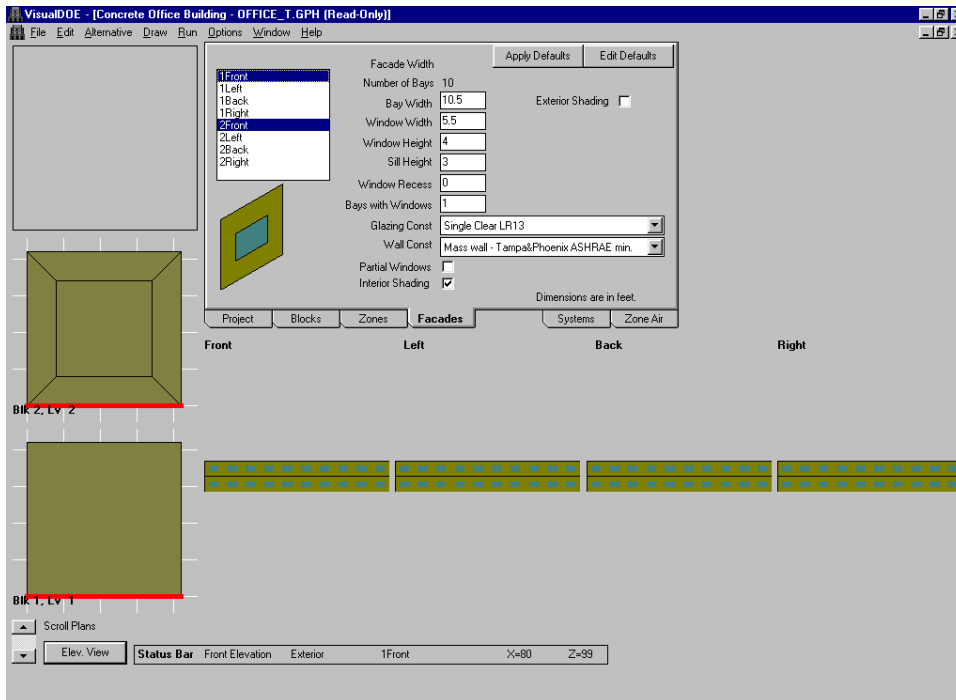 VisualDOE - [Concrete Office Building - OFFICE_T.GPH (Read-Only)]
File Edit Alternative Draw Run Options Window Help
Apply Defaults Edit Defaults
1Front
1Left
1Back
1Right
2Front
2Left
2Back
2Right
Facade Width
Number of Bays 10
Bay Width 10.5
Exterior Shading
Window Width 5.5
Window Height 4
Sill Height 3
Window Recess 0
Bays with Windows 1
Glazing Const Single Clear LR13
Wall Const Mass wall - Tampa&Phoenix ASHRAE min.
Partial Windows
Interior Shading
Dimensions are in feet.
Project Blocks Zones Facades Systems Zone Air
Front Left Back Right
Blk 2, Lv 2
Blk 1, Lv 1
Scroll Plans
Elev. View Status Bar Front Elevation Exterior 1Front X=80 Z=99